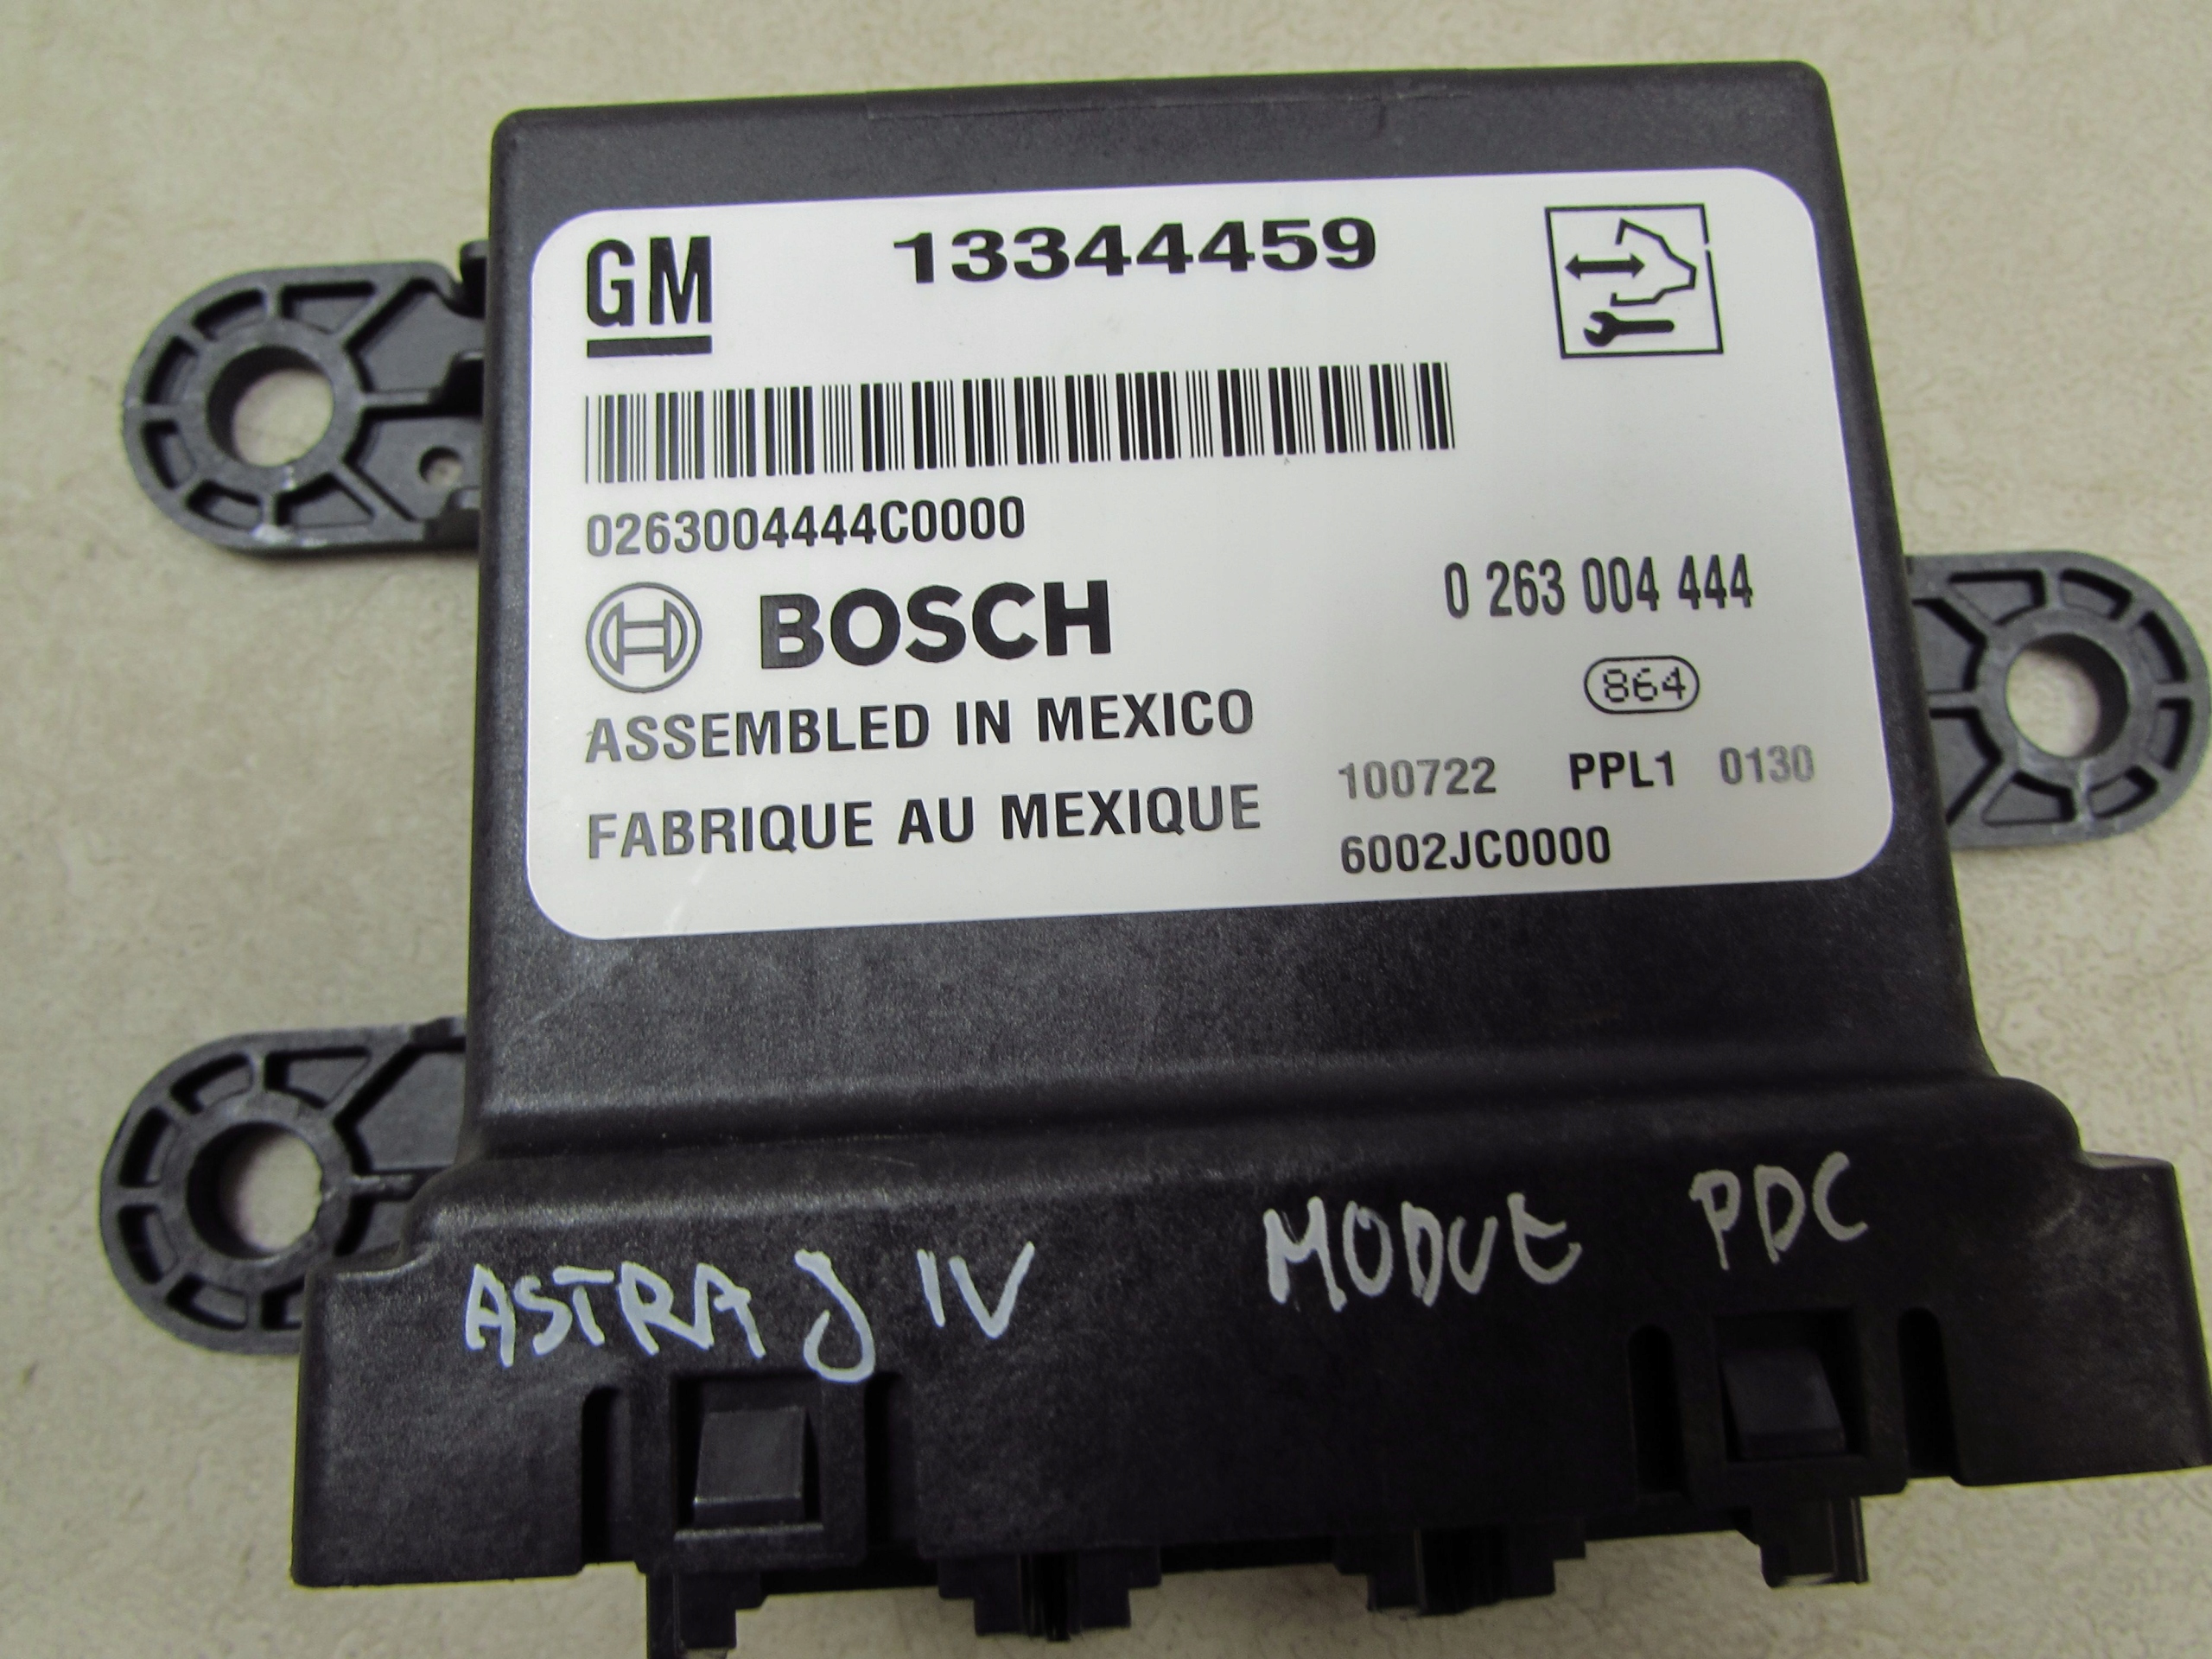 GM 13344459
0263004444C0000
BOSCH 0 263 004 444
864
ASSEMBLED IN MEXICO
FABRIQUE AU MEXIQUE 100722 PPL1 0130
6002JC0000
ASTRA J IV MODUŁ PDC